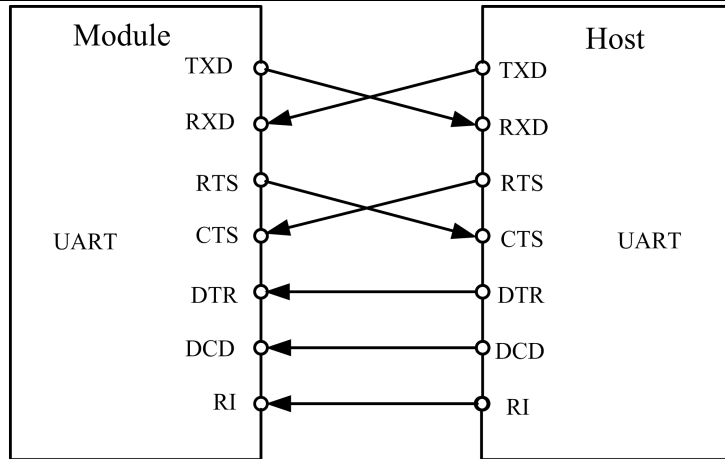 Module
Host
TXD
TXD
RXD
RXD
RTS
RTS
CTS
CTS
UART
UART
DTR
DTR
DCD
DCD
RI
RI